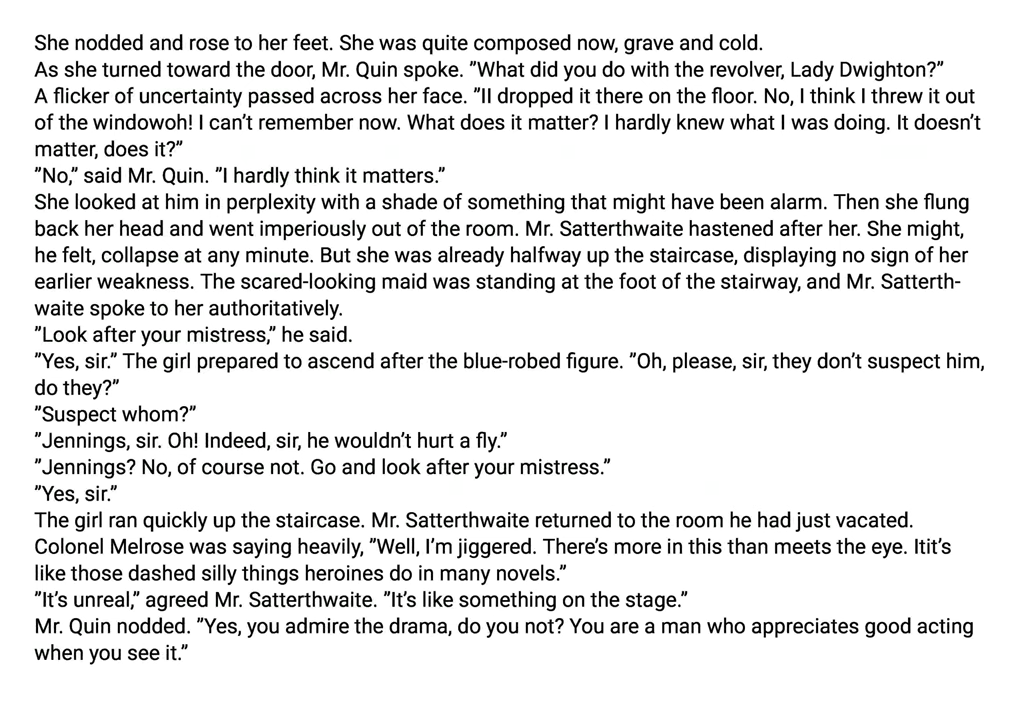 She nodded and rose to her feet. She was quite composed now, grave and cold.
As she turned toward the door, Mr. Quin spoke. ”What did you do with the revolver, Lady Dwighton?”
A flicker of uncertainty passed across her face. ”II dropped it there on the floor. No, I think I threw it out
of the windowoh! I can’t remember now. What does it matter? I hardly knew what I was doing. It doesn’t
matter, does it?”
”No,” said Mr. Quin. ”I hardly think it matters.”
She looked at him in perplexity with a shade of something that might have been alarm. Then she flung
back her head and went imperiously out of the room. Mr. Satterthwaite hastened after her. She might,
he felt, collapse at any minute. But she was already halfway up the staircase, displaying no sign of her
earlier weakness. The scared-looking maid was standing at the foot of the stairway, and Mr. Satterth-
waite spoke to her authoritatively.
”Look after your mistress,” he said.
”Yes, sir.” The girl prepared to ascend after the blue-robed figure. ”Oh, please, sir, they don’t suspect him,
do they?”
”Suspect whom?”
”Jennings, sir. Oh! Indeed, sir, he wouldn’t hurt a fly.”
”Jennings? No, of course not. Go and look after your mistress.”
”Yes, sir.”
The girl ran quickly up the staircase. Mr. Satterthwaite returned to the room he had just vacated.
Colonel Melrose was saying heavily, ”Well, I’m jiggered. There’s more in this than meets the eye. Itit’s
like those dashed silly things heroines do in many novels.”
”It’s unreal,” agreed Mr. Satterthwaite. ”It’s like something on the stage.”
Mr. Quin nodded. ”Yes, you admire the drama, do you not? You are a man who appreciates good acting
when you see it.”